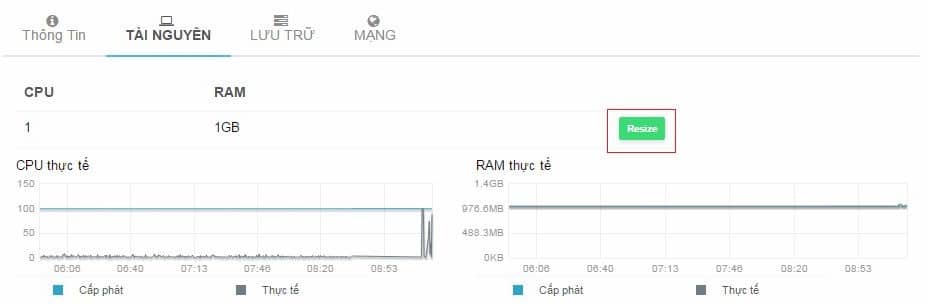 Thông Tin TÀI NGUYÊN LƯU TRỮ MẠNG
CPU RAM
1 1GB Resize
CPU thực tế
150
100
50
0
06:06 06:40 07:13 07:46 08:20 08:53
Cấp phát Thực tế
RAM thực tế
1.4GB
976.6MB
488.3MB
0KB
06:06 06:40 07:13 07:46 08:20 08:53
Cấp phát Thực tế